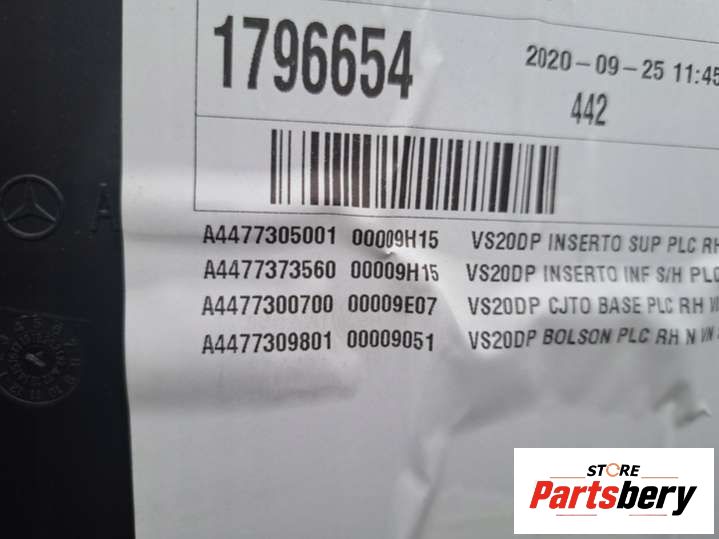 1796654
2020-09-25 11:45
442
A4477305001 00009H15 VS20DP INSERTO SUP PLC RH
A4477373560 00009H15 VS20DP INSERTO INF S/H PLC
A4477300700 00009E07 VS20DP CJTO BASE PLC RH
A4477309801 00009051 VS20DP BOLSON PLC RH N VN
STORE
Partsbery